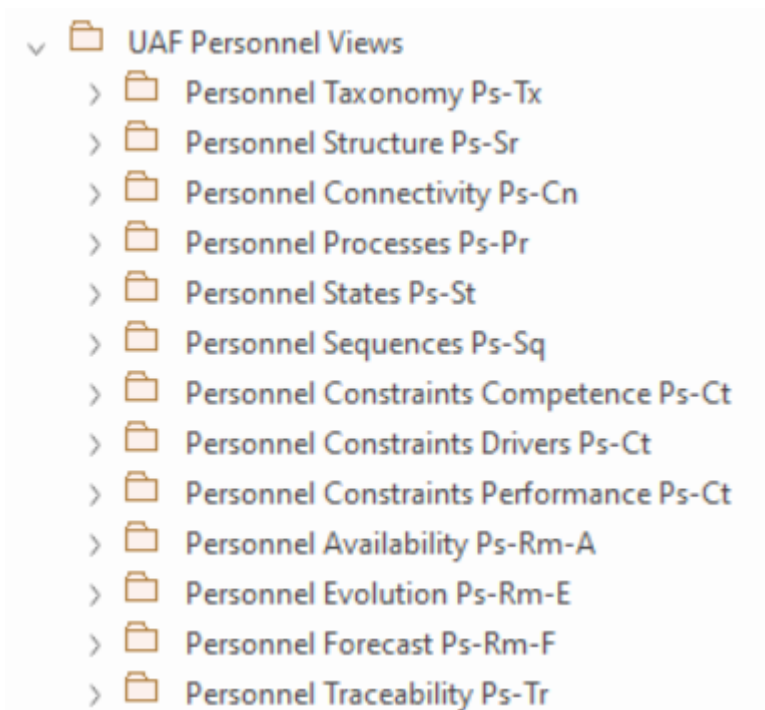 UAF Personnel Views
Personnel Taxonomy Ps-Tx
Personnel Structure Ps-Sr
Personnel Connectivity Ps-Cn
Personnel Processes Ps-Pr
Personnel States Ps-St
Personnel Sequences Ps-Sq
Personnel Constraints Competence Ps-Ct
Personnel Constraints Drivers Ps-Ct
Personnel Constraints Performance Ps-Ct
Personnel Availability Ps-Rm-A
Personnel Evolution Ps-Rm-E
Personnel Forecast Ps-Rm-F
Personnel Traceability Ps-Tr